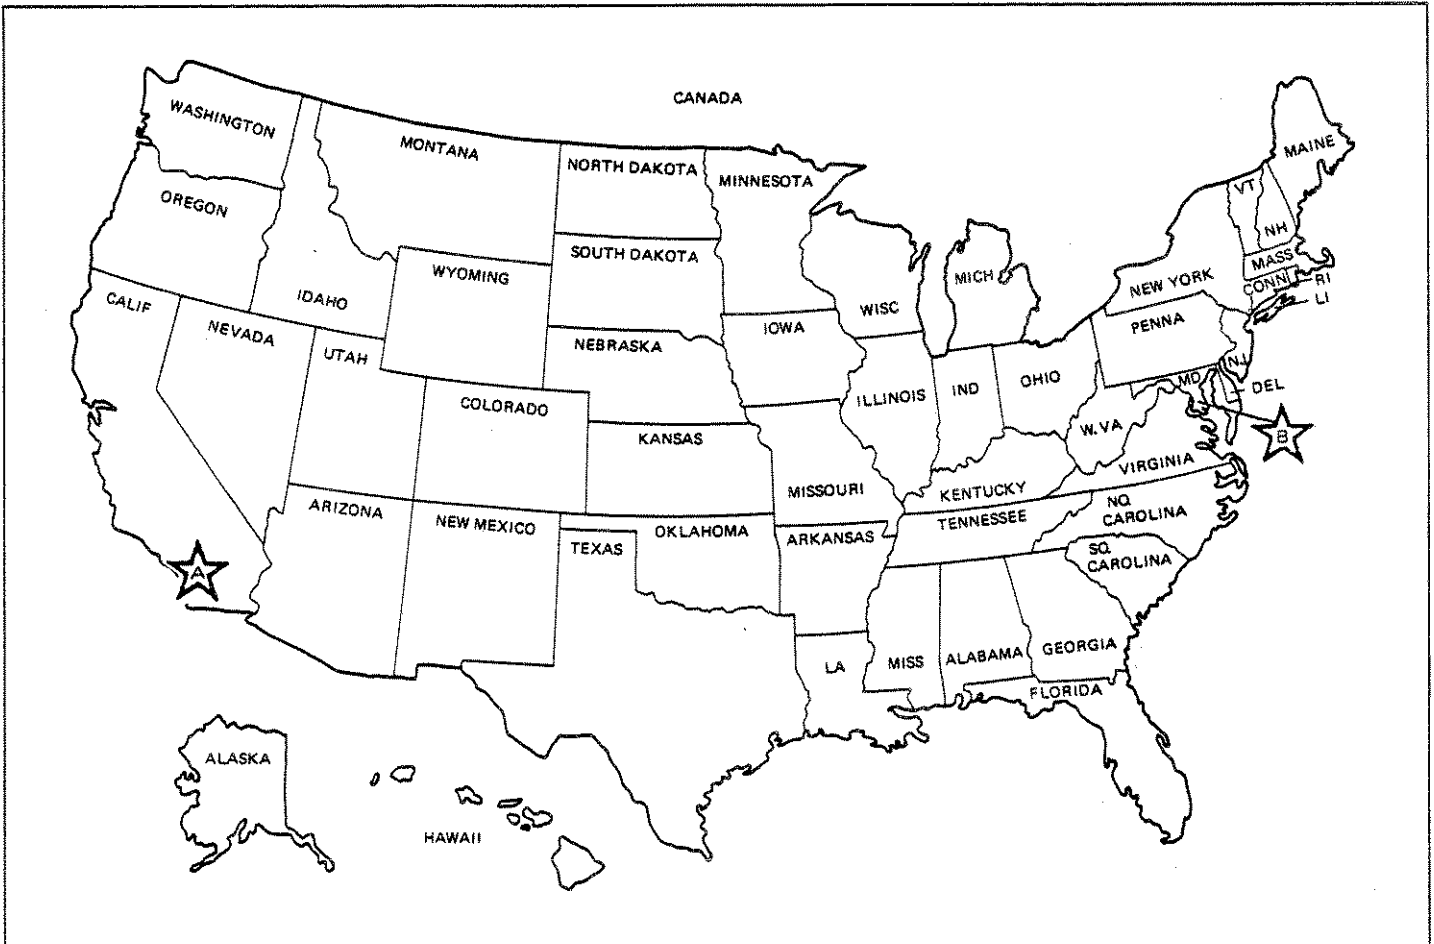 CANADA
WASHINGTON
MONTANA
NORTH DAKOTA
MINNESOTA
MAINE
VT
NH
OREGON
IDAHO
WYOMING
SOUTH DAKOTA
WISC
MICH
NEW YORK
MASS
CONN
RI
LI
CALIF
NEVADA
UTAH
NEBRASKA
IOWA
PENNA
NJ
COLORADO
KANSAS
ILLINOIS
IND
OHIO
MD
DEL
W.VA
B
MISSOURI
KENTUCKY
VIRGINIA
ARIZONA
NEW MEXICO
TEXAS
OKLAHOMA
ARKANSAS
TENNESSEE
NO.
CAROLINA
SO.
CAROLINA
A
LA
MISS
ALABAMA
GEORGIA
FLORIDA
ALASKA
HAWAII